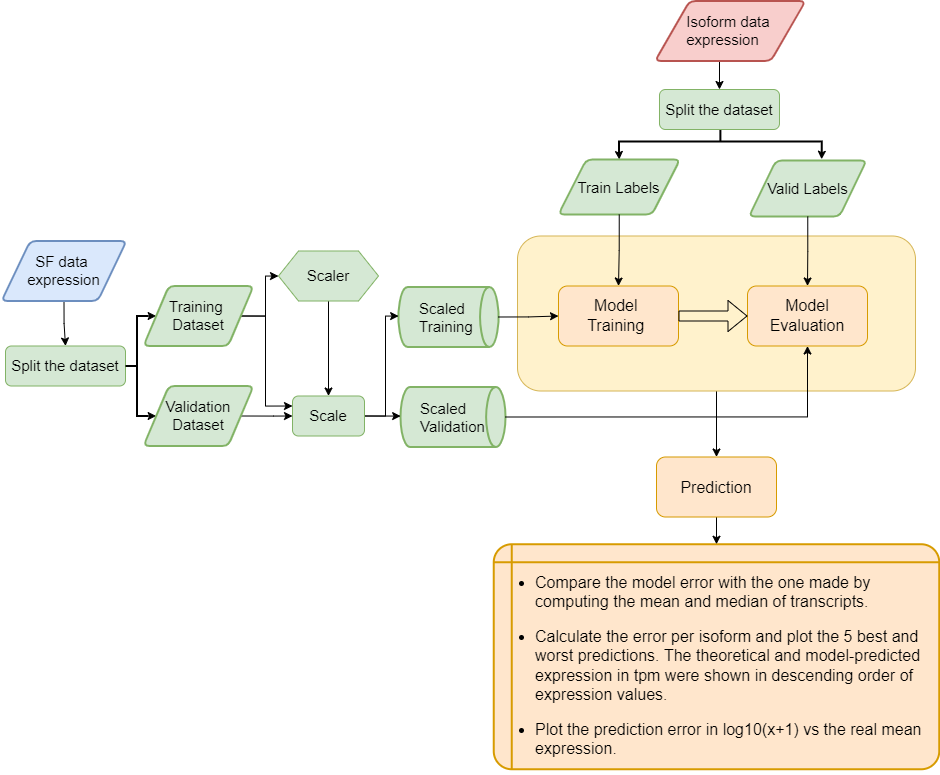 Isoform data
expression
Split the dataset
Train Labels
Valid Labels
SF data
expression
Split the dataset
Training
Dataset
Validation
Dataset
Scaler
Scale
Scaled
Training
Scaled
Validation
Model
Training
Model
Evaluation
Prediction
• Compare the model error with the one made by
computing the mean and median of transcripts.
• Calculate the error per isoform and plot the 5 best and
worst predictions. The theoretical and model-predicted
expression in tpm were shown in descending order of
expression values.
• Plot the prediction error in log10(x+1) vs the real mean
expression.